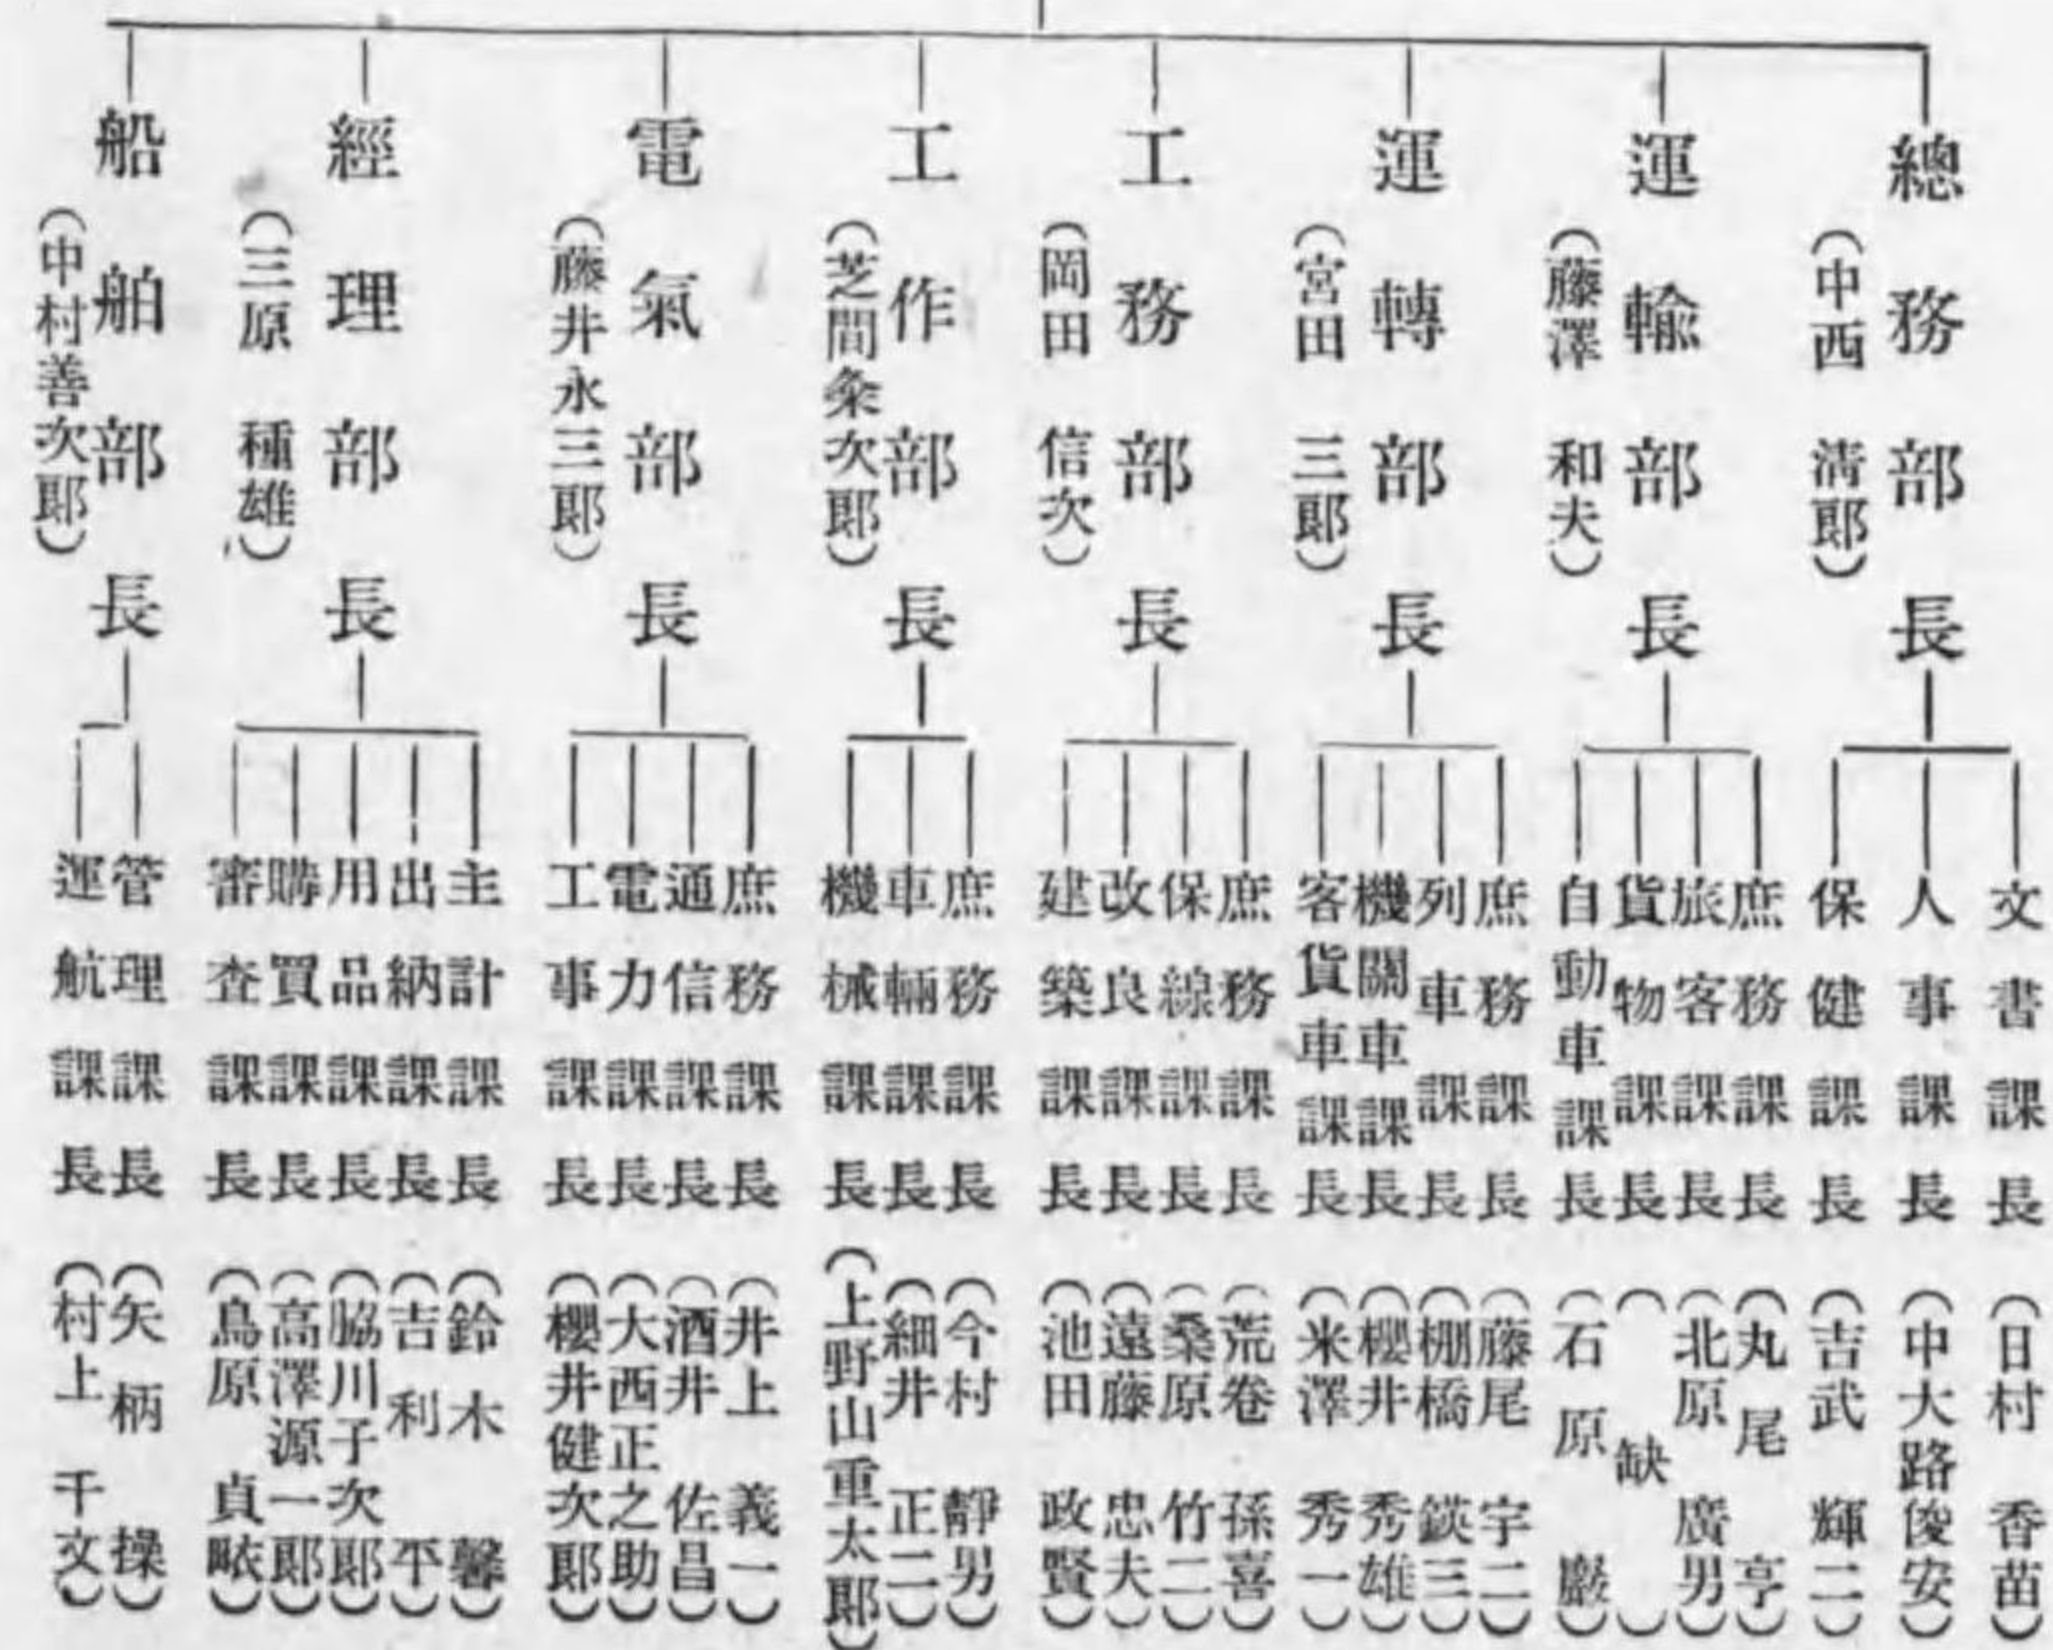 總務部長
（中西 淸郞）
文書課長（日村 香苗）
人事課長（中大路俊安）
保健課長（吉武 輝二）
運輸部長
（藤澤 和夫）
庶務課長（丸尾 亨）
旅客課長（北原 廣男）
貨物課長（ 缺 ）
自動車課長（石原 巖）
運轉部長
（宮田 三郞）
庶務課長（藤尾 宇二）
列車課長（棚橋 鍈三）
機關車課長（櫻井 秀雄）
客貨車課長（米澤 秀一）
工務部長
（岡田 信次）
庶務課長（荒卷 孫喜）
保線課長（桑原 竹二）
改良課長（遠藤 忠夫）
建築課長（池田 政賢）
工作部長
（芝間粂次郞）
庶務課長（今村 靜男）
車輛課長（細井 正二）
機械課長（上野山重太郞）
電氣部長
（藤井永三郞）
庶務課長（井上 義一）
通信課長（酒井 佐昌）
電力課長（大西正之助）
工事課長（櫻井健次郞）
經理部長
（三原 種雄）
主計課長（鈴木 馨）
出納課長（吉利 平）
用品課長（脇川子次郞）
購買課長（高澤源一郞）
審査課長（鳥原 貞畩）
船舶部長
（中村善次郞）
管理課長（矢柄 操）
運航課長（村上 千文）